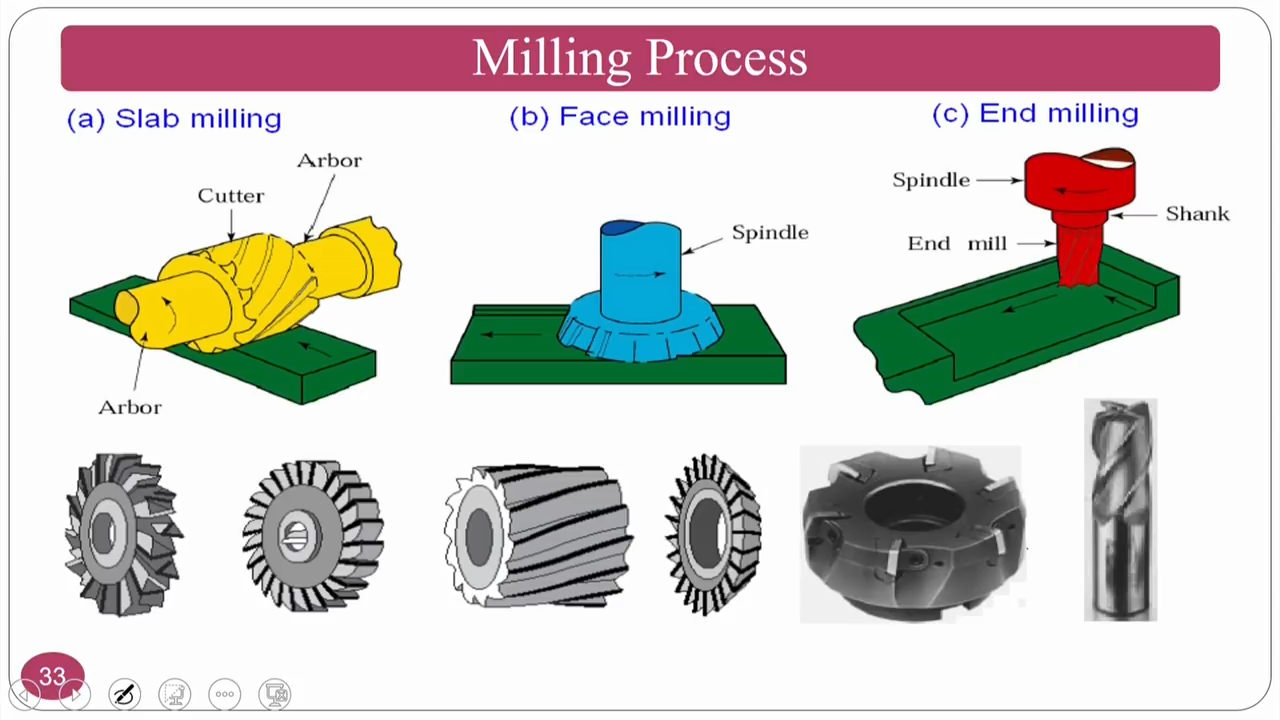 Milling Process
(a) Slab milling
(b) Face milling
(c) End milling
Arbor
Cutter
Arbor
Spindle
Spindle
Shank
End mill
33